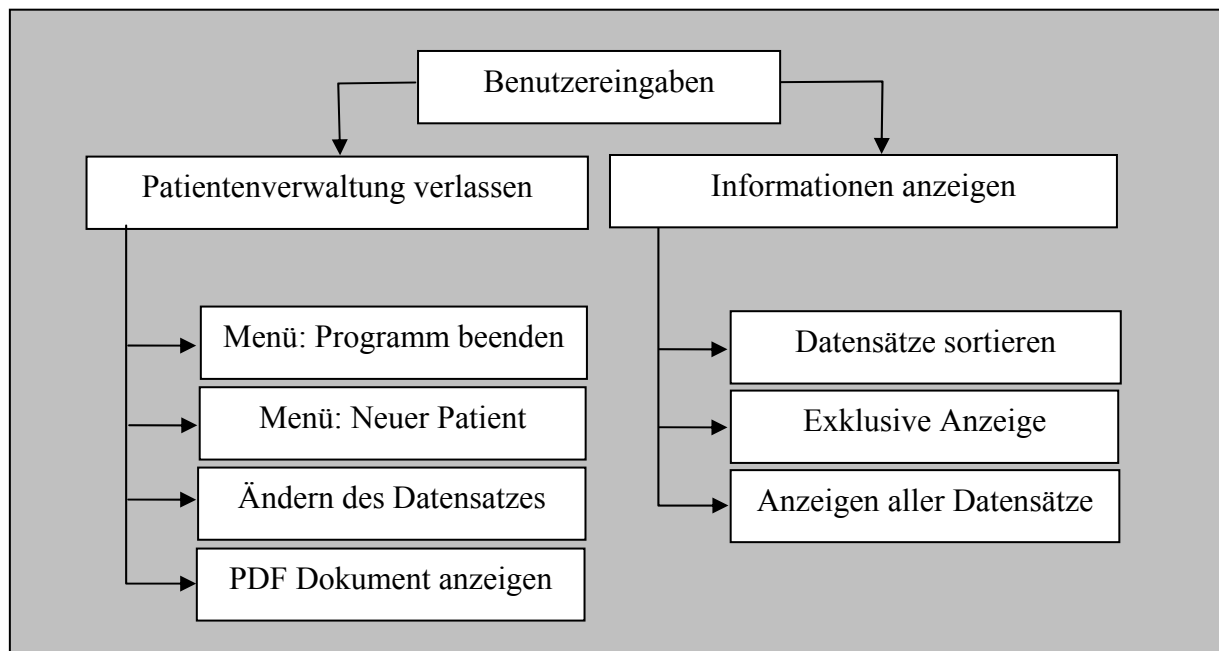 Benutzereingaben
Patientenverwaltung verlassen
Informationen anzeigen
Menü: Programm beenden
Menü: Neuer Patient
Ändern des Datensatzes
PDF Dokument anzeigen
Datensätze sortieren
Exklusive Anzeige
Anzeigen aller Datensätze